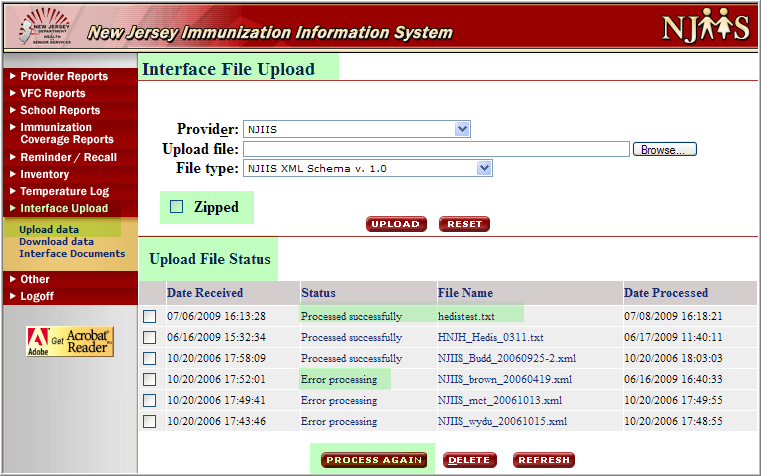 NEW JERSEY
DEPARTMENT
OF
HEALTH
SENIOR SERVICES
New Jersey Immunization Information System
NJIIS
Provider Reports
VFC Reports
School Reports
Immunization
Coverage Reports
Reminder / Recall
Inventory
Temperature Log
Interface Upload
Upload data
Download data
Interface Documents
Other
Logoff
Adobe Get Acrobat
Reader
Interface File Upload
Provider: NJIIS
Upload file: Browse...
File type: NJIIS XML Schema v. 1.0
Zipped
UPLOAD RESET
Upload File Status
Date Received Status File Name Date Processed
07/06/2009 16:13:28 Processed successfully hedistest.txt 07/08/2009 16:18:21
06/16/2009 15:32:34 Processed successfully HNJH_Hedis_0311.txt 06/17/2009 11:40:11
10/20/2006 17:58:09 Processed successfully NJIIS_Budd_20060925-2.xml 10/20/2006 18:03:03
10/20/2006 17:52:01 Error processing NJIIS_brown_20060419.xml 06/16/2009 16:40:33
10/20/2006 17:49:41 Error processing NJIIS_mct_20061013.xml 10/20/2006 17:49:55
10/20/2006 17:43:46 Error processing NJIIS_wydu_20061015.xml 10/20/2006 17:48:55
PROCESS AGAIN DELETE REFRESH